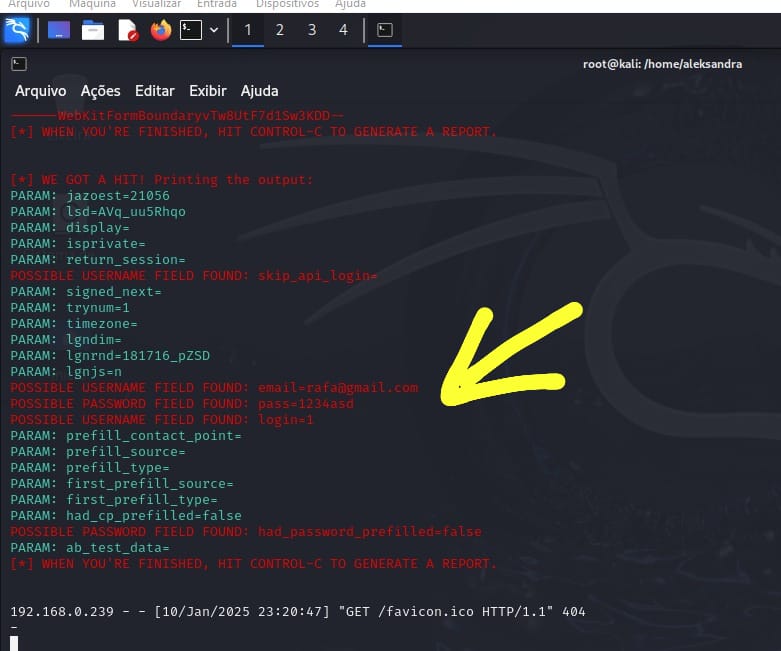 Arquivo Máquina Visualizar Entrada Dispositivos Ajuda
1 2 3 4
root@kali: /home/aleksandra
Arquivo Ações Editar Exibir Ajuda
------WebKitFormBoundaryvTw8UtF7d1Sw3KDD--
[*] WHEN YOU'RE FINISHED, HIT CONTROL-C TO GENERATE A REPORT.
[*] WE GOT A HIT! Printing the output:
PARAM: jazoest=21056
PARAM: lsd=AVq_uu5Rhqo
PARAM: display=
PARAM: isprivate=
PARAM: return_session=
POSSIBLE USERNAME FIELD FOUND: skip_api_login=
PARAM: signed_next=
PARAM: trynum=1
PARAM: timezone=
PARAM: lgndim=
PARAM: lgnrnd=181716_pZSD
PARAM: lgnjs=n
POSSIBLE USERNAME FIELD FOUND: email=rafa@gmail.com
POSSIBLE PASSWORD FIELD FOUND: pass=1234asd
POSSIBLE USERNAME FIELD FOUND: login=1
PARAM: prefill_contact_point=
PARAM: prefill_source=
PARAM: prefill_type=
PARAM: first_prefill_source=
PARAM: first_prefill_type=
PARAM: had_cp_prefilled=false
POSSIBLE PASSWORD FIELD FOUND: had_password_prefilled=false
PARAM: ab_test_data=
[*] WHEN YOU'RE FINISHED, HIT CONTROL-C TO GENERATE A REPORT.
192.168.0.239 - - [10/Jan/2025 23:20:47] "GET /favicon.ico HTTP/1.1" 404
-